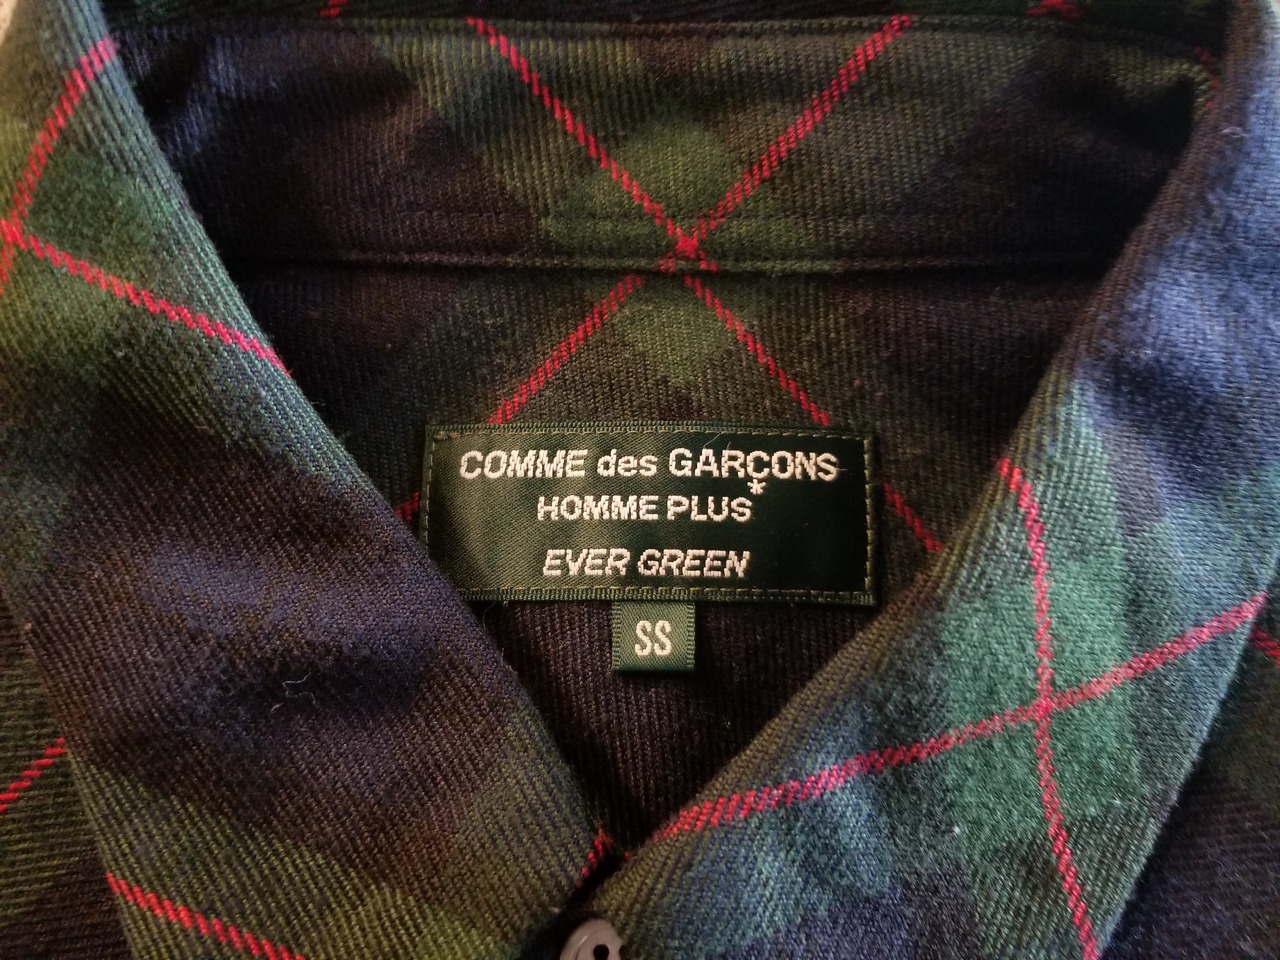 COMME des GARÇONS
HOMME PLUS*
EVER GREEN
SS